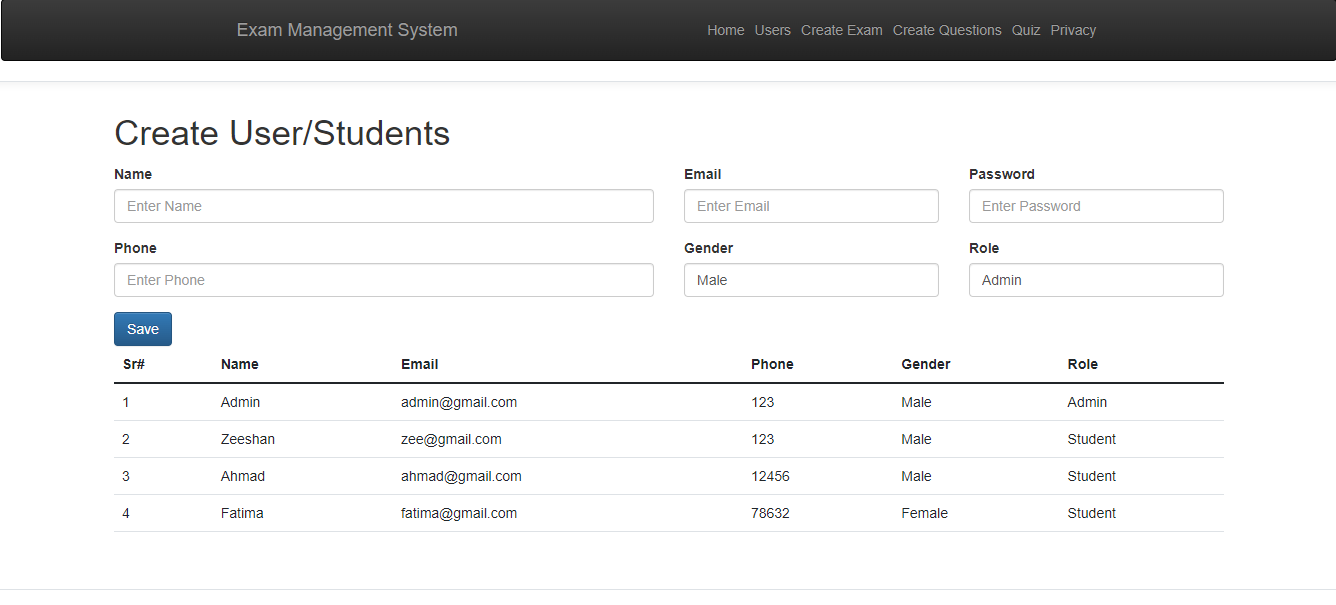 Exam Management System Home Users Create Exam Create Questions Quiz Privacy
Create User/Students
Name Email Password
Enter Name Enter Email Enter Password
Phone Gender Role
Enter Phone Male Admin
Save
Sr# Name Email Phone Gender Role
1 Admin admin@gmail.com 123 Male Admin
2 Zeeshan zee@gmail.com 123 Male Student
3 Ahmad ahmad@gmail.com 12456 Male Student
4 Fatima fatima@gmail.com 78632 Female Student